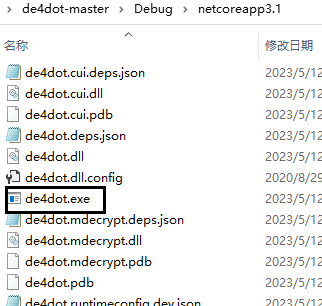 de4dot-master > Debug > netcoreapp3.1
名称 修改日期
de4dot.cui.deps.json 2023/5/12
de4dot.cui.dll 2023/5/12
de4dot.cui.pdb 2023/5/12
de4dot.deps.json 2023/5/12
de4dot.dll 2023/5/12
de4dot.dll.config 2020/8/29
de4dot.exe 2023/5/12
de4dot.mdecrypt.deps.json 2023/5/12
de4dot.mdecrypt.dll 2023/5/12
de4dot.mdecrypt.pdb 2023/5/12
de4dot.pdb 2023/5/12
de4dot.runtimeconfig.dev.json 2023/5/12